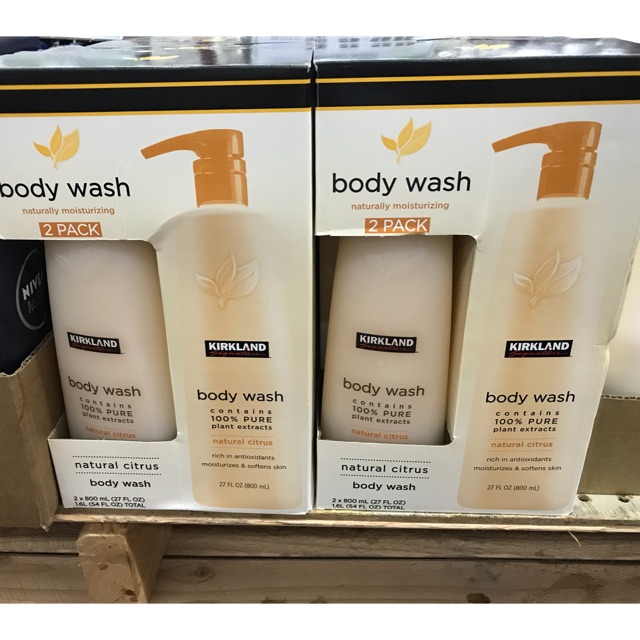 body wash
naturally moisturizing
2 PACK
KIRKLAND
Signature
body wash
contains
100% PURE
plant extracts
natural citrus
natural citrus
body wash
2 x 800 mL (27 FL OZ)
1.6L (54 FL OZ) TOTAL
KIRKLAND
Signature
body wash
contains
100% PURE
plant extracts
natural citrus
rich in antioxidants
moisturizes & softens skin
27 FL OZ (800 mL)
body wash
naturally moisturizing
2 PACK
KIRKLAND
Signature
body wash
contains
100% PURE
plant extracts
natural citrus
natural citrus
body wash
2 x 800 mL (27 FL OZ)
1.6L (54 FL OZ) TOTAL
KIRKLAND
Signature
body wash
contains
100% PURE
plant extracts
natural citrus
rich in antioxidants
moisturizes & softens skin
27 FL OZ (800 mL)
NIVEA
MEN